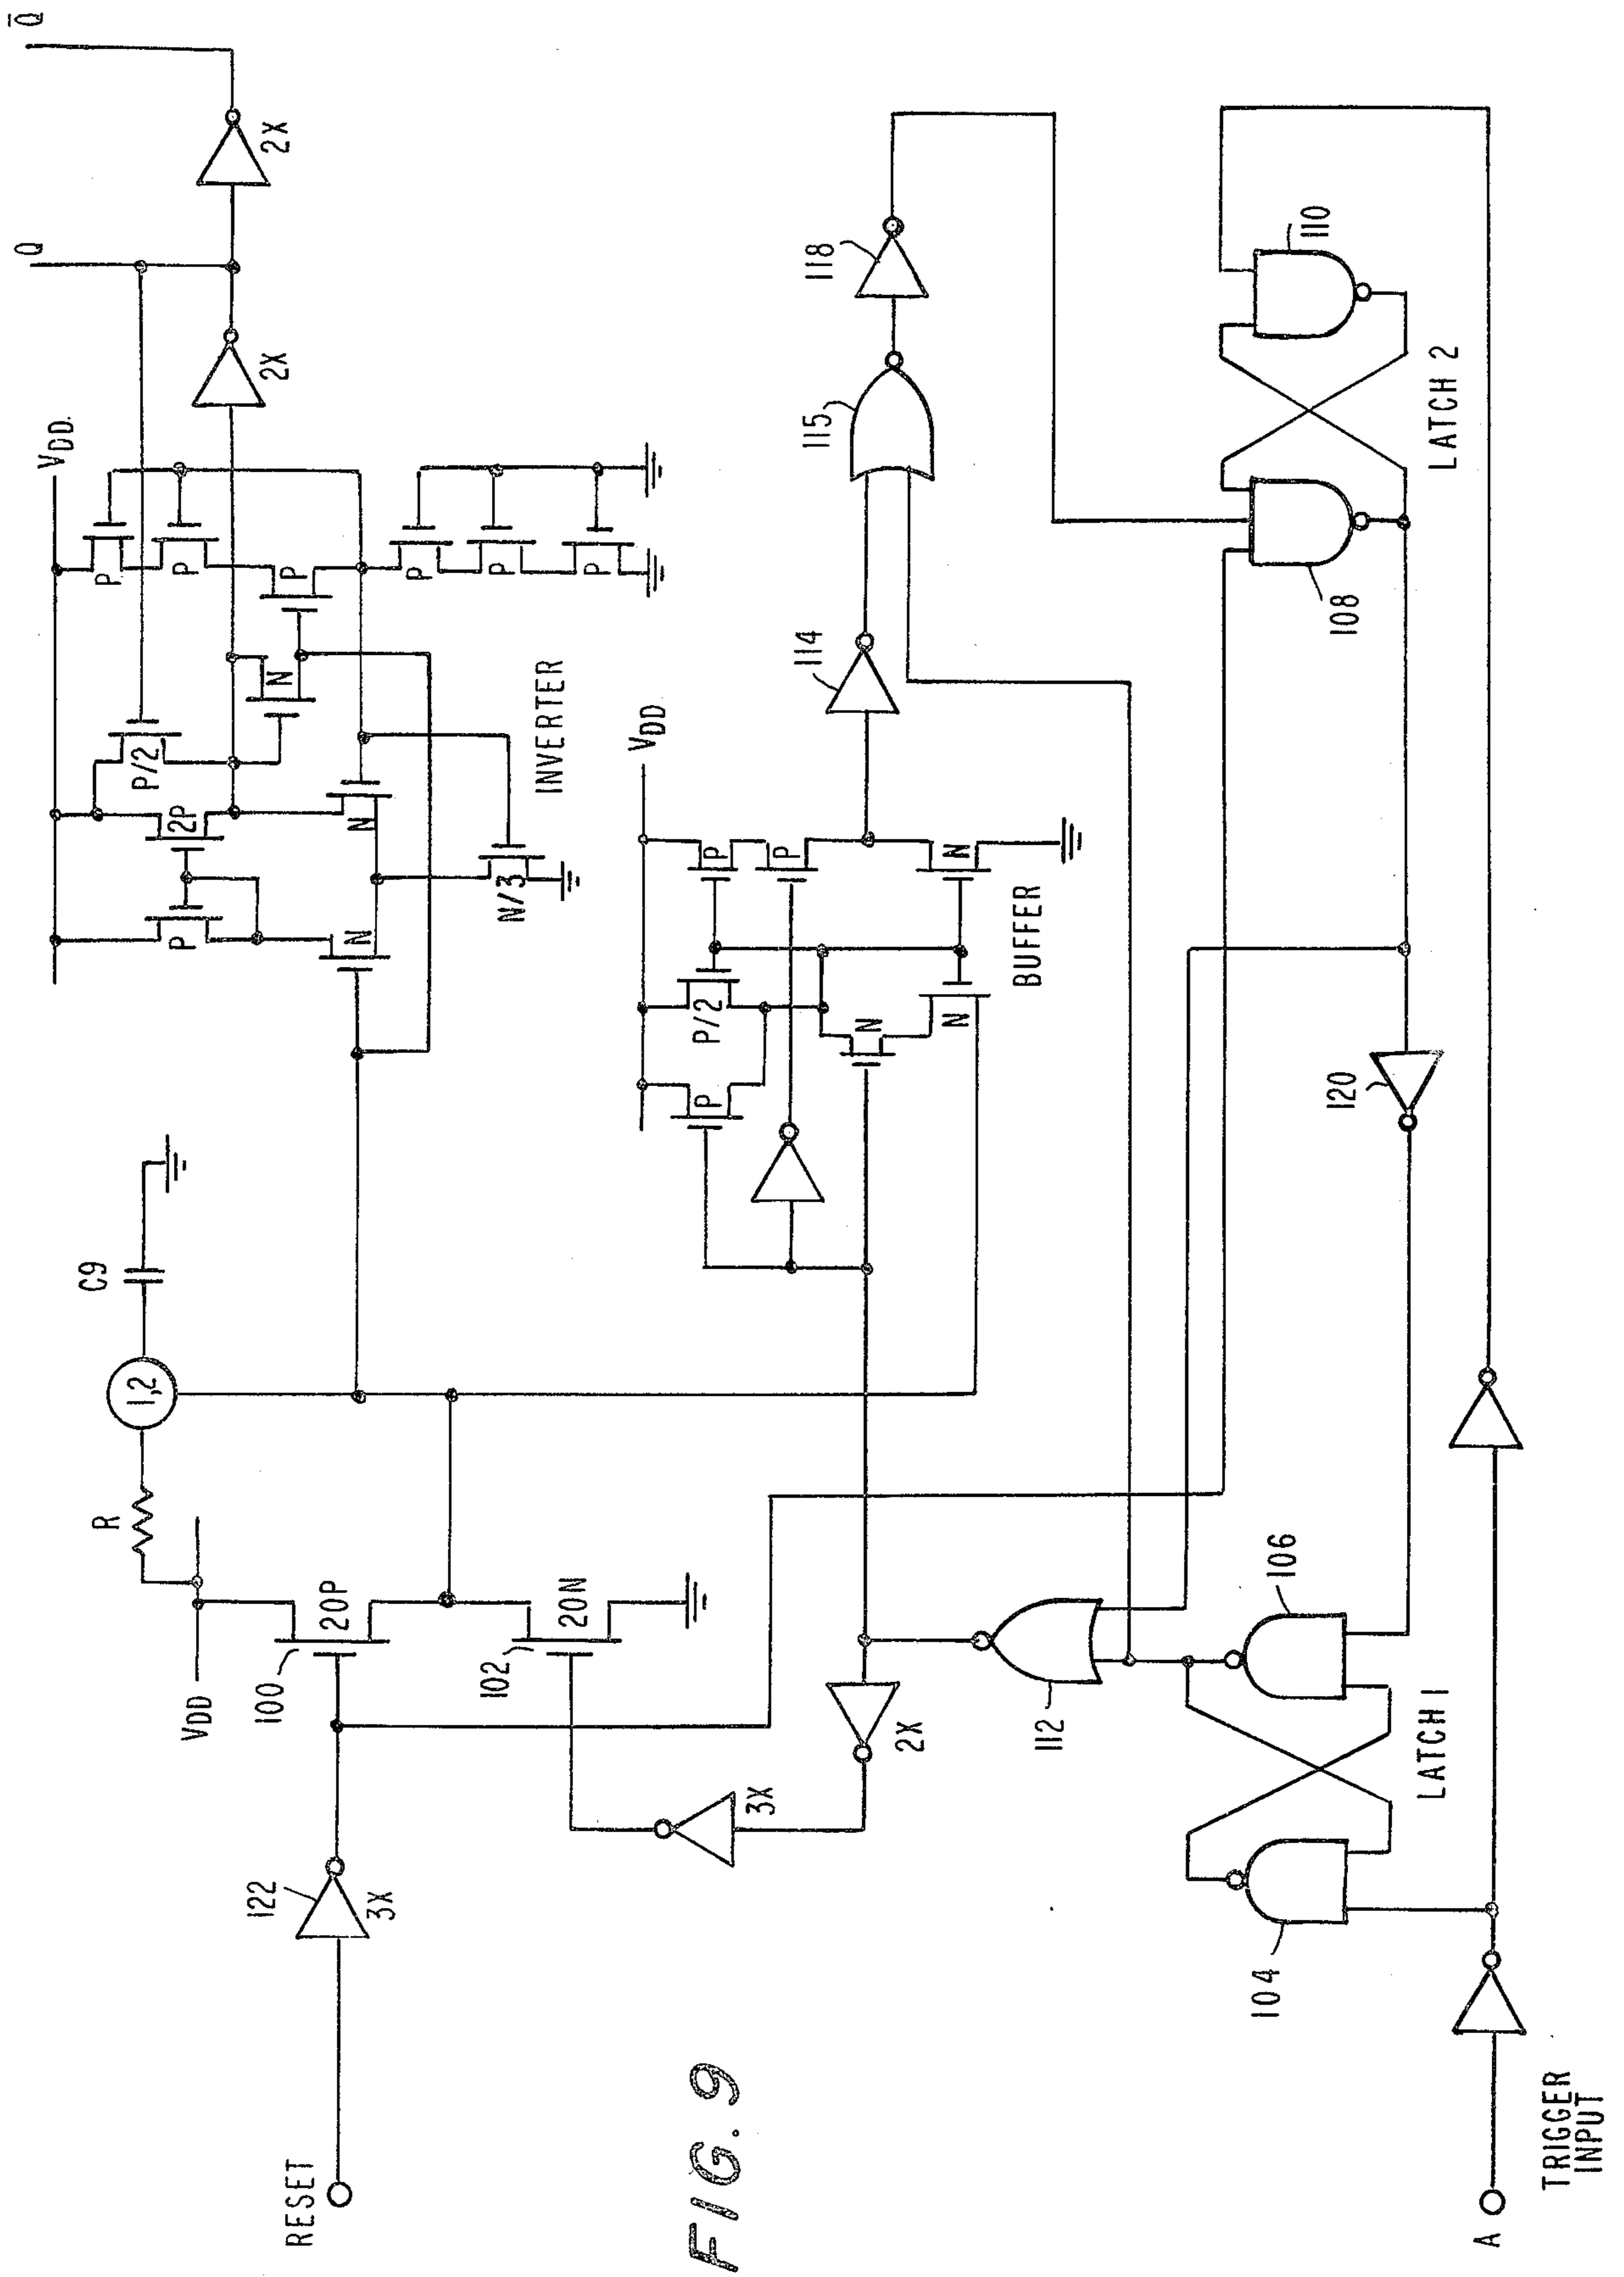 Q̅
Q
2X
2X
VDD
P
P
P
P
P
P
N
P/2
2P
P
N
N
N/3
INVERTER
118
115
114
110
LATCH 2
108
VDD
P
P
N
BUFFER
P/2
P
N
N
120
C9
1,2
R
VDD
20P
100
20N
102
106
112
2X
3X
LATCH 1
122
3X
104
RESET
FIG. 9
A
TRIGGER
INPUT